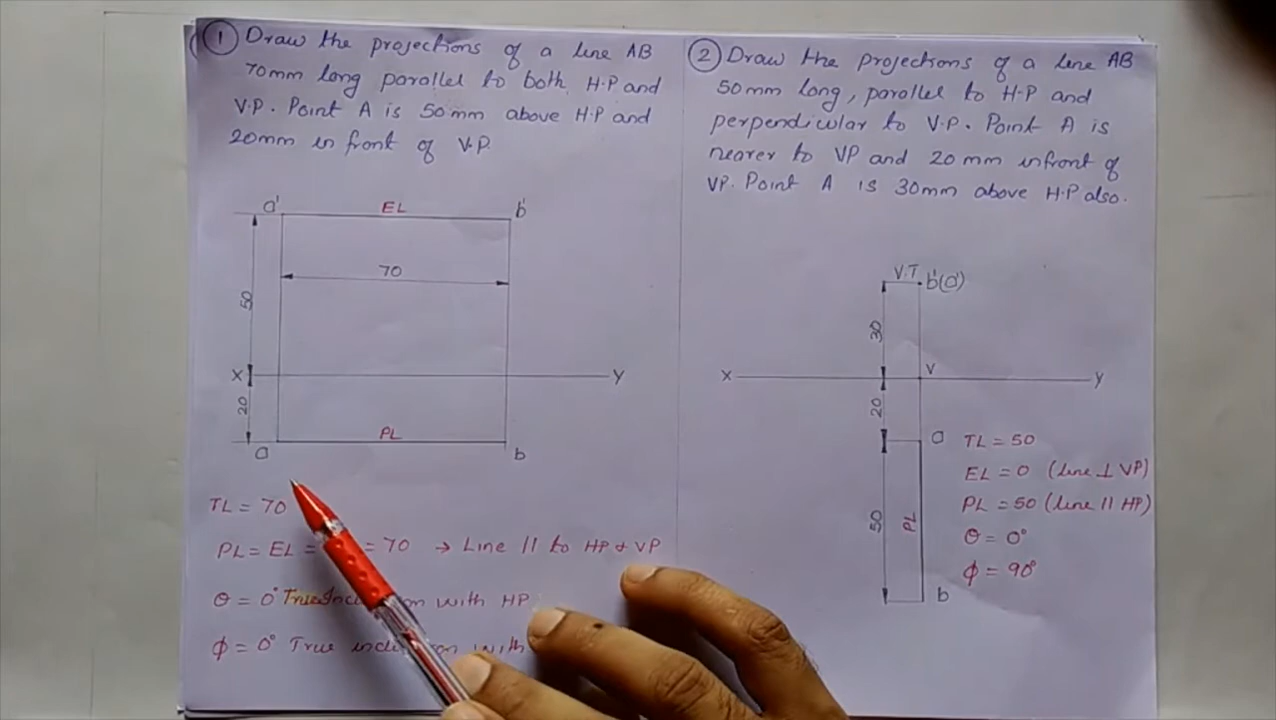 1 Draw the projections of a line AB
70mm long parallel to both H.P and
V.P. Point A is 50mm above H.P and
20mm in front of V.P.
a' EL b'
70
50
X Y
20
PL
a b
TL = 70
PL = EL = = 70 → Line // to HP & VP
θ = 0° True with HP
φ = 0° True with
2 Draw the projections of a line AB
50mm long, parallel to H.P and
perpendicular to V.P. Point A is
nearer to VP and 20mm infront of
VP. Point A is 30mm above H.P also.
V.T. b'(a')
30
X V Y
20
a
TL = 50
EL = 0 (line ⊥ VP)
PL = 50 (line // HP)
50 PL
θ = 0°
φ = 90°
b